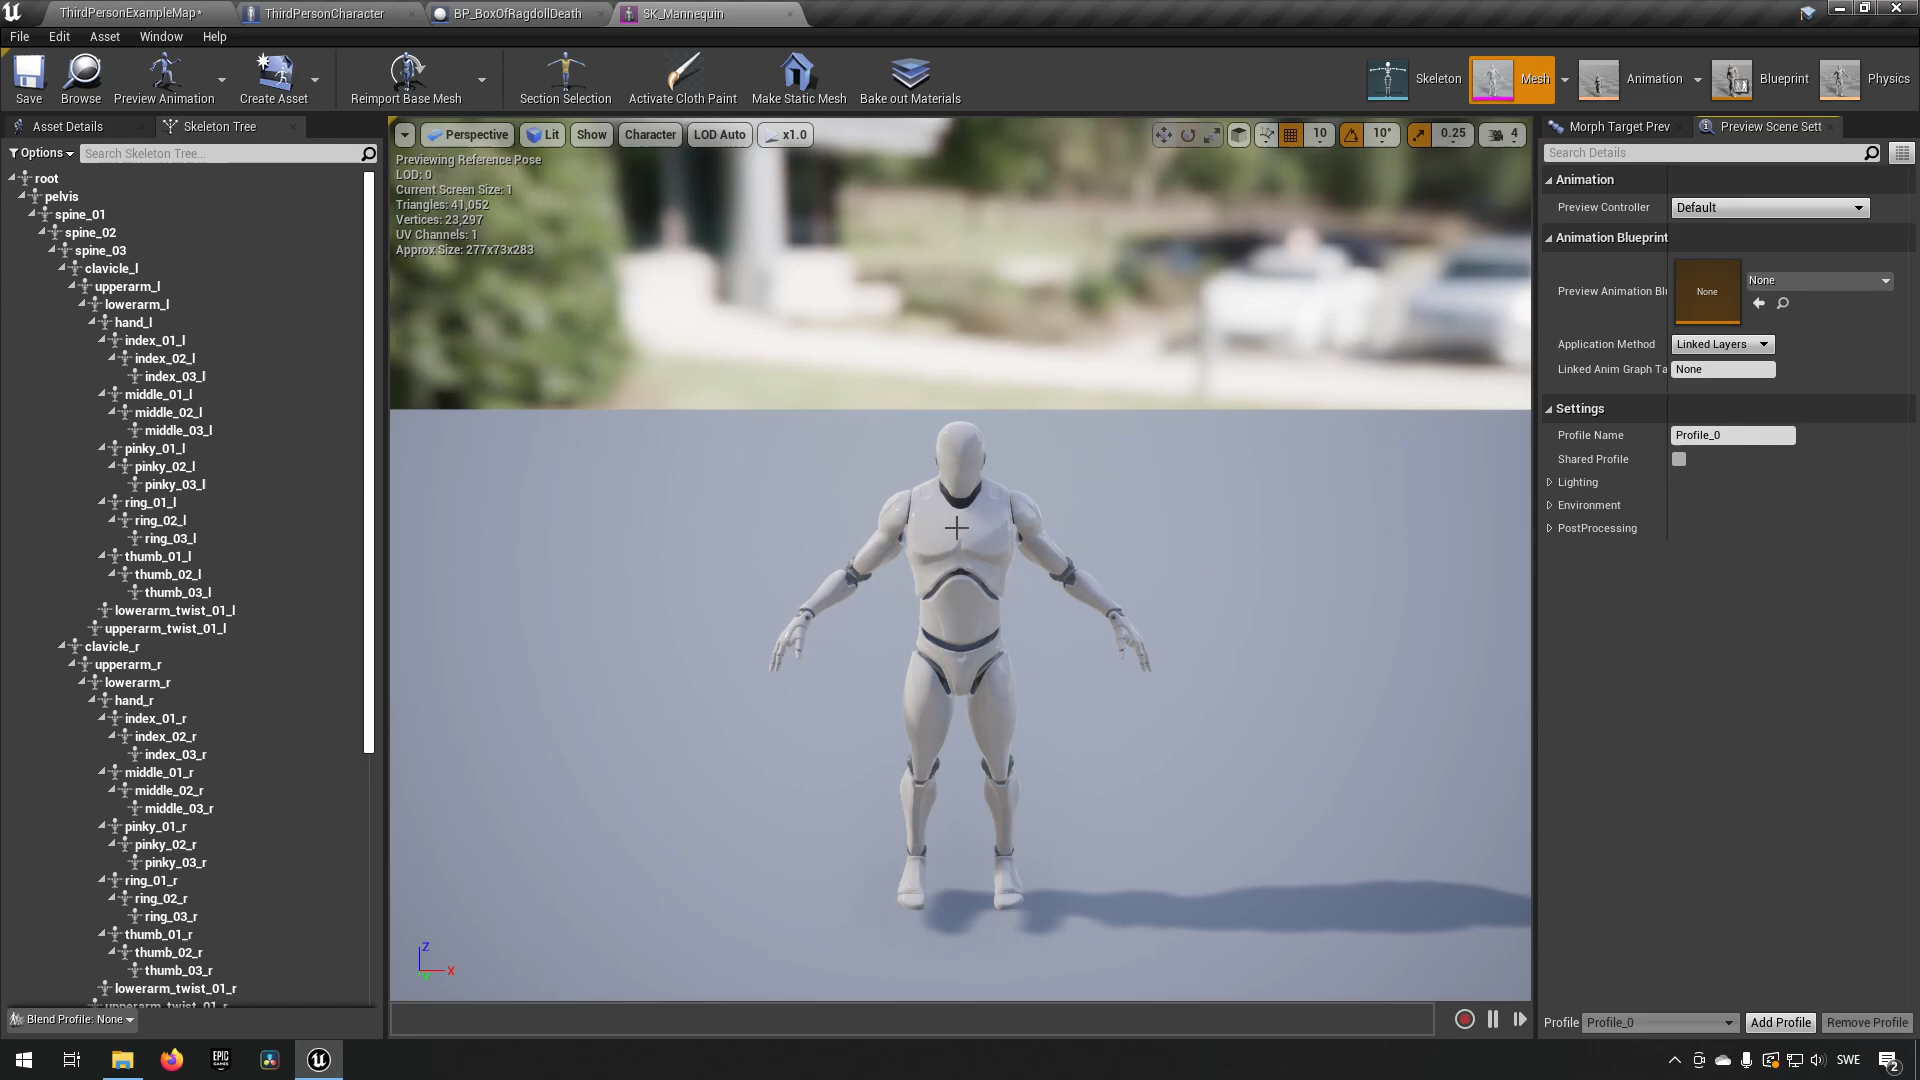 ThirdPersonExampleMap*
ThirdPersonCharacter
BP_BoxOfRagdollDeath
SK_Mannequin
File Edit Asset Window Help
Save
Browse
Preview Animation
Create Asset
Reimport Base Mesh
Section Selection
Activate Cloth Paint
Make Static Mesh
Bake out Materials
Skeleton
Mesh
Animation
Blueprint
Physics
Asset Details
Skeleton Tree
Options
Search Skeleton Tree...
root
pelvis
spine_01
spine_02
spine_03
clavicle_l
upperarm_l
lowerarm_l
hand_l
index_01_l
index_02_l
index_03_l
middle_01_l
middle_02_l
middle_03_l
pinky_01_l
pinky_02_l
pinky_03_l
ring_01_l
ring_02_l
ring_03_l
thumb_01_l
thumb_02_l
thumb_03_l
lowerarm_twist_01_l
upperarm_twist_01_l
clavicle_r
upperarm_r
lowerarm_r
hand_r
index_01_r
index_02_r
index_03_r
middle_01_r
middle_02_r
middle_03_r
pinky_01_r
pinky_02_r
pinky_03_r
ring_01_r
ring_02_r
ring_03_r
thumb_01_r
thumb_02_r
thumb_03_r
lowerarm_twist_01_r
upperarm_twist_01_r
Blend Profile: None
Perspective
Lit
Show
Character
LOD Auto
x1.0
10
10°
0.25
4
Previewing Reference Pose
LOD: 0
Current Screen Size: 1
Triangles: 41,052
Vertices: 23,297
UV Channels: 1
Approx Size: 277x73x283
Z
X
Y
Morph Target Prev
Preview Scene Sett
Search Details
Animation
Preview Controller
Default
Animation Blueprint
Preview Animation Blu
None
None
Application Method
Linked Layers
Linked Anim Graph Ta
None
Settings
Profile Name
Profile_0
Shared Profile
Lighting
Environment
PostProcessing
Profile
Profile_0
Add Profile
Remove Profile
EPIC
GAMES
SWE
2